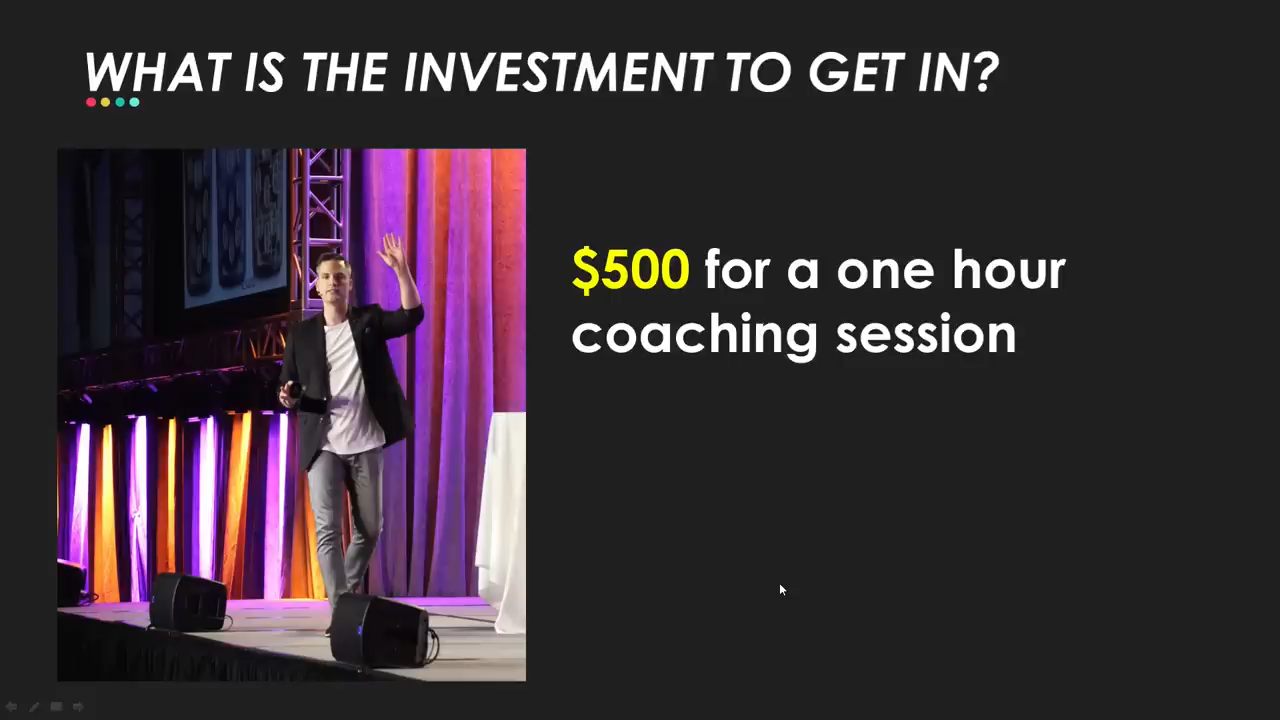 WHAT IS THE INVESTMENT TO GET IN?
$500 for a one hour
coaching session